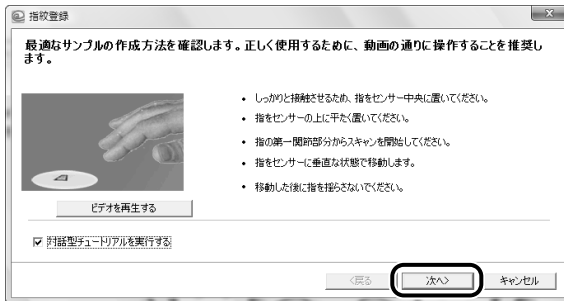 指紋登録
最適なサンプルの作成方法を確認します。正しく使用するために、動画の通りに操作することを推奨し
ます。
• しっかりと接触させるため、指をセンサー中央に置いてください。
• 指をセンサーの上に平たく置いてください。
• 指の第一関節部分からスキャンを開始してください。
• 指をセンサーに垂直な状態で移動します。
• 移動した後に指を揺らさないでください。
ビデオを再生する
対話型チュートリアルを実行する
<戻る 次へ> キャンセル